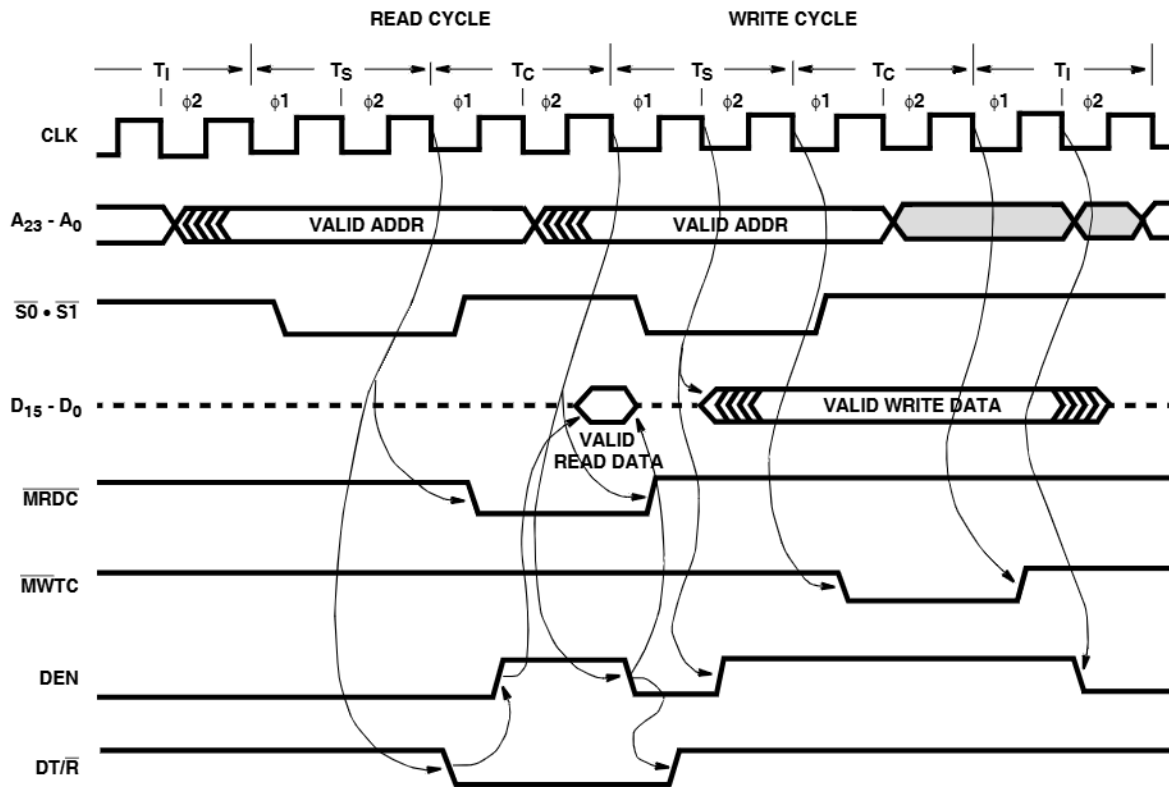 READ CYCLE WRITE CYCLE
TI TS TC TS TC TI
ϕ2 ϕ1 ϕ2 ϕ1 ϕ2 ϕ1 ϕ2 ϕ1 ϕ2 ϕ1 ϕ2
CLK
A23 - A0 VALID ADDR VALID ADDR
S0 • S1
D15 - D0 VALID WRITE DATA
VALID
READ DATA
MRDC
MWTC
DEN
DT/R